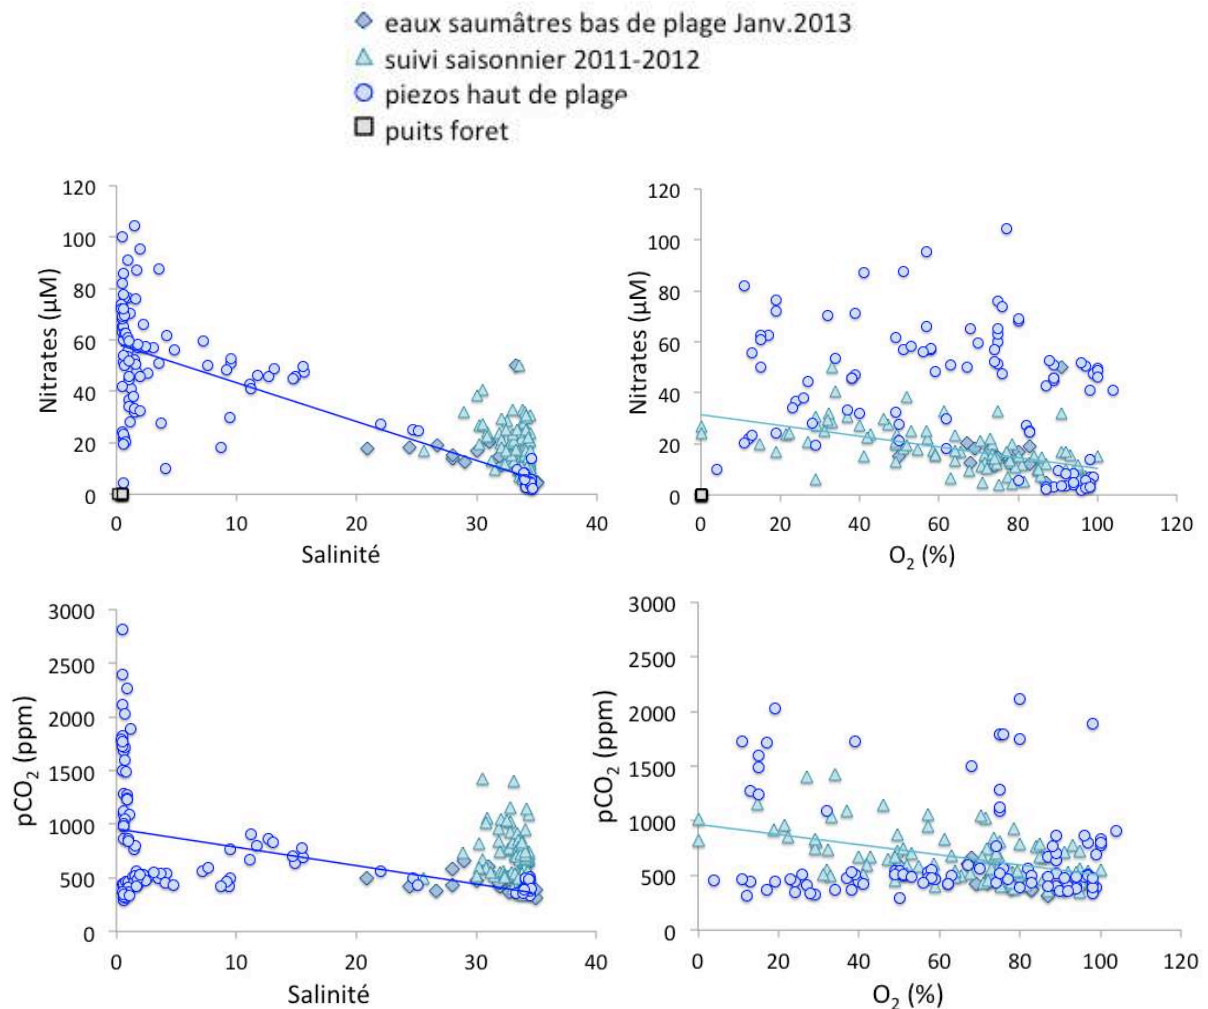 eaux saumâtres bas de plage Janv.2013
suivi saisonnier 2011-2012
piezos haut de plage
puits foret
120
100
80
60
40
20
0
Nitrates (µM)
0 10 20 30 40
Salinité
120
100
80
60
40
20
0
Nitrates (µM)
0 20 40 60 80 100 120
O₂ (%)
3000
2500
2000
1500
1000
500
0
pCO₂ (ppm)
0 10 20 30 40
Salinité
3000
2500
2000
1500
1000
500
0
pCO₂ (ppm)
0 20 40 60 80 100 120
O₂ (%)